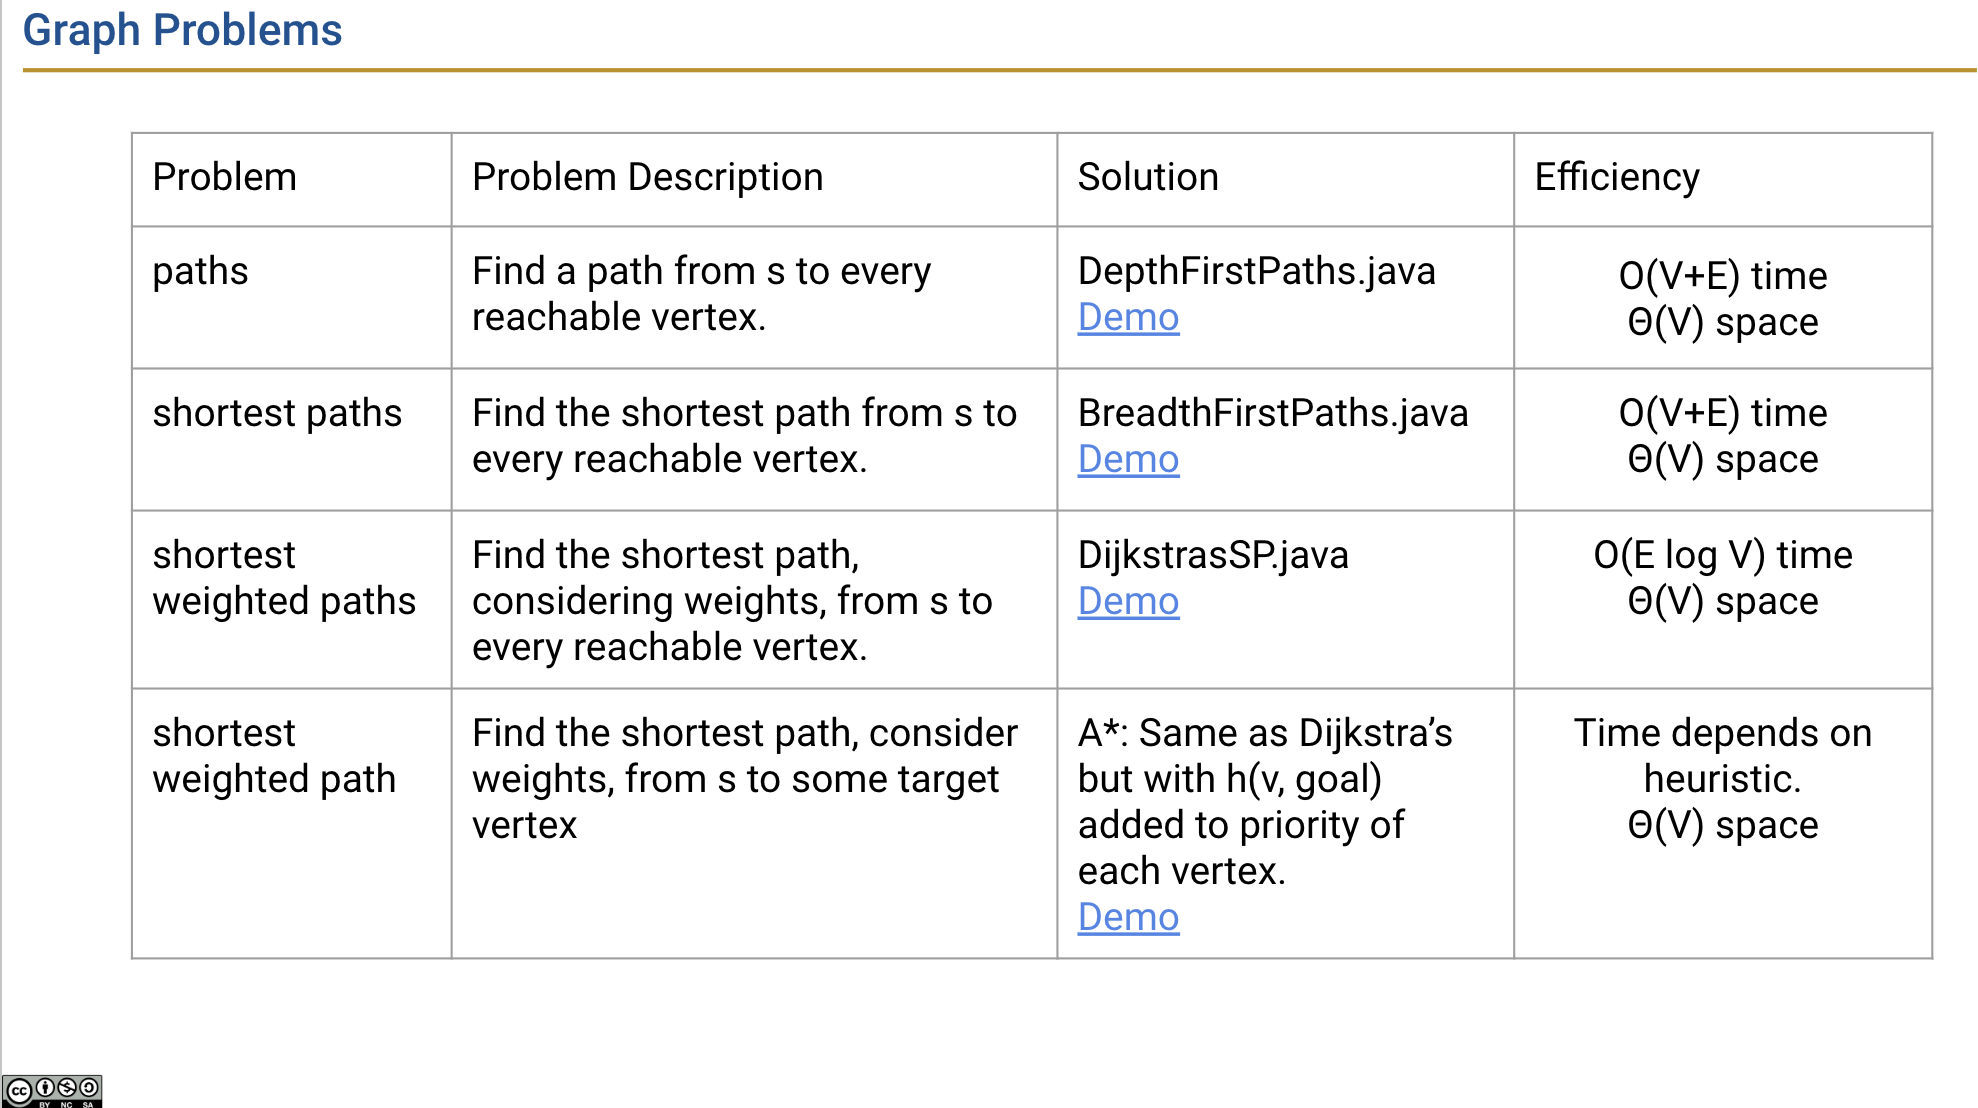 Graph Problems
Problem
Problem Description
Solution
Efficiency
paths
Find a path from s to every
reachable vertex.
DepthFirstPaths.java
Demo
O(V+E) time
Θ(V) space
shortest paths
Find the shortest path from s to
every reachable vertex.
BreadthFirstPaths.java
Demo
O(V+E) time
Θ(V) space
shortest
weighted paths
Find the shortest path,
considering weights, from s to
every reachable vertex.
DijkstrasSP.java
Demo
O(E log V) time
Θ(V) space
shortest
weighted path
Find the shortest path, consider
weights, from s to some target
vertex
A*: Same as Dijkstra’s
but with h(v, goal)
added to priority of
each vertex.
Demo
Time depends on
heuristic.
Θ(V) space
cc
BY NC SA